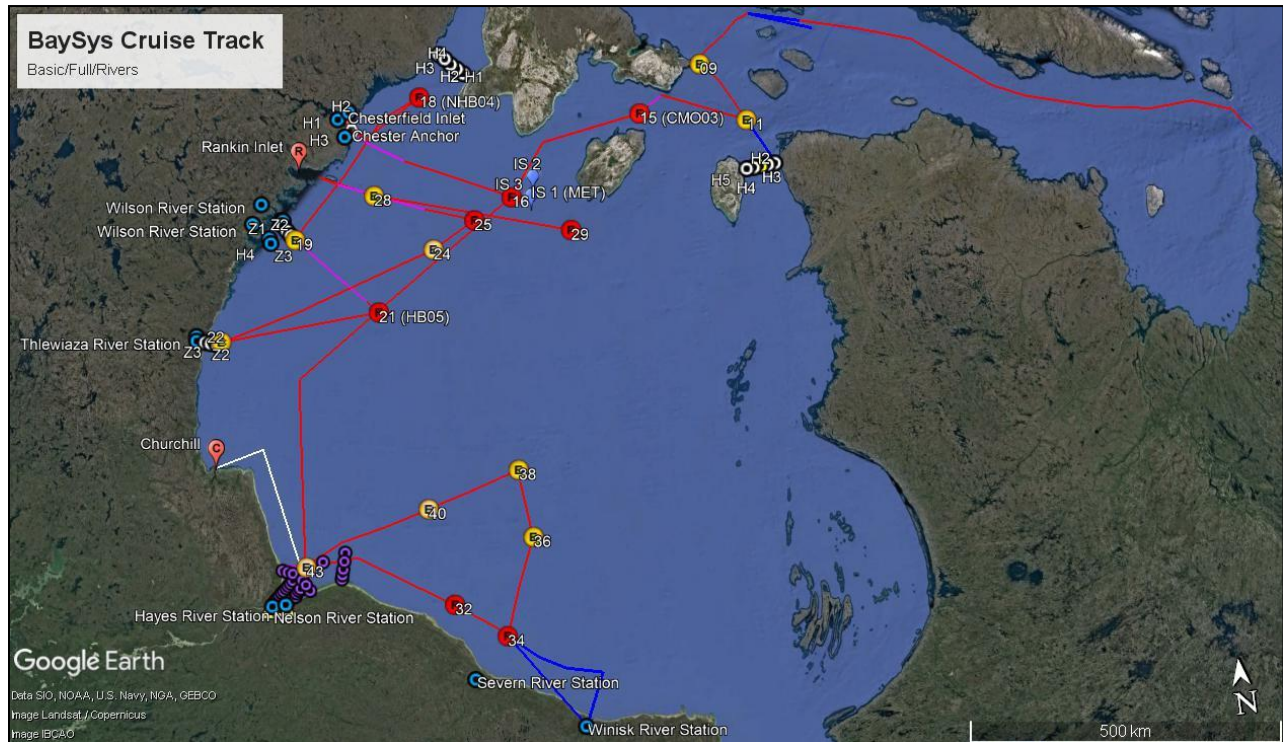 BaySys Cruise Track
Basic/Full/Rivers
H4
H3
H2
H1
09
18 (NHB04)
H2
H1
Chesterfield Inlet
15 (CMO03)
11
H3
Chester Anchor
Rankin Inlet
R
IS 2
H2
H5
H4
H3
IS 3
IS 1 (MET)
28
16
Wilson River Station
25
29
Wilson River Station
Z1
Z2
19
24
H4
Z3
21 (HB05)
22
Thlewiaza River Station
Z3
Z2
Churchill
C
38
40
36
43
32
Hayes River Station
Nelson River Station
34
Severn River Station
Winisk River Station
Google Earth
Data SIO, NOAA, U.S. Navy, NGA, GEBCO
Image Landsat / Copernicus
Image IBCAO
N
500 km